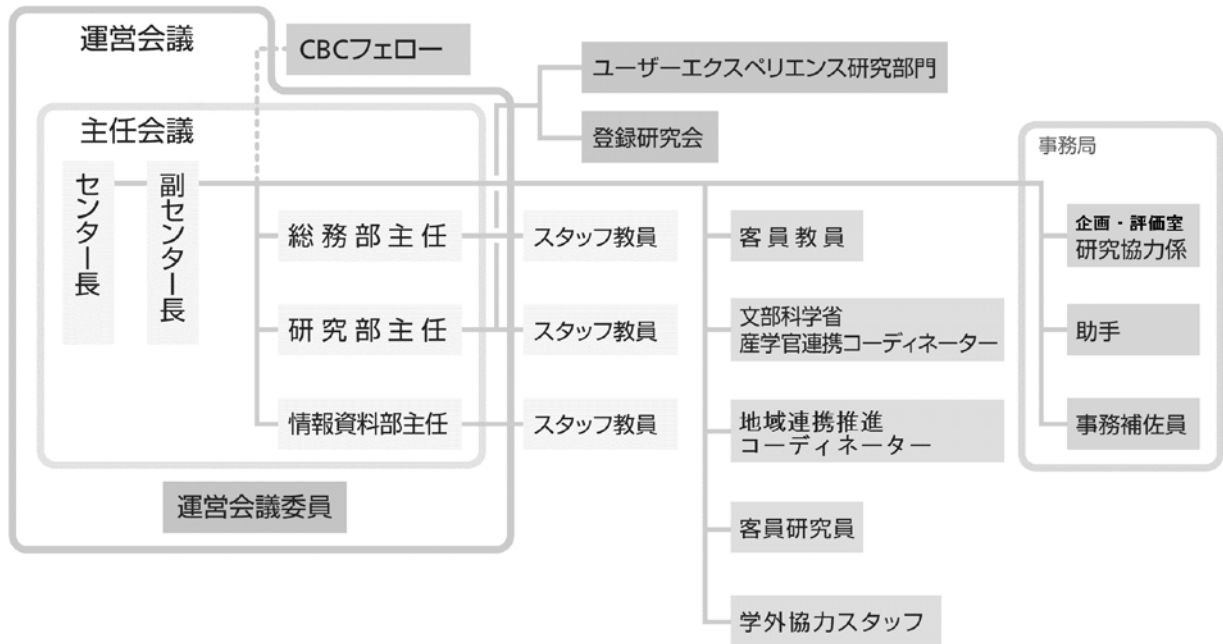 運営会議
CBCフェロー
ユーザーエクスペリエンス研究部門
登録研究会
主任会議
センター長
副センター長
総務部主任
スタッフ教員
研究部主任
スタッフ教員
情報資料部主任
スタッフ教員
運営会議委員
客員教員
文部科学省
産学官連携コーディネーター
地域連携推進
コーディネーター
客員研究員
学外協力スタッフ
事務局
企画・評価室
研究協力係
助手
事務補佐員